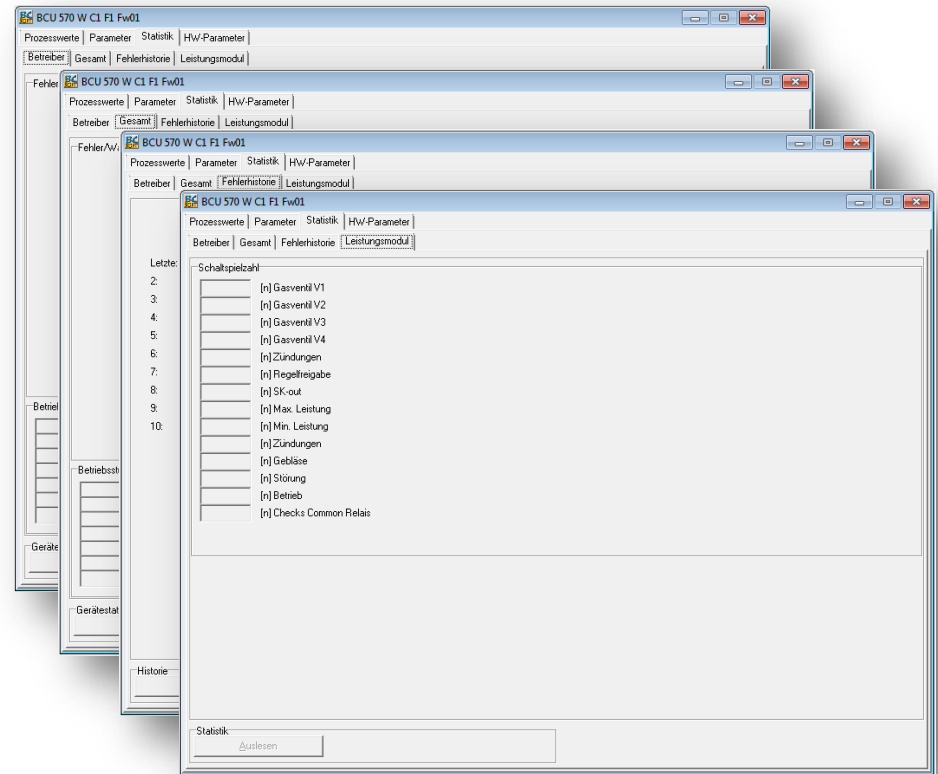 BCU 570 W C1 F1 Fw01
Prozesswerte Parameter Statistik HW-Parameter
Betreiber Gesamt Fehlerhistorie Leistungsmodul
Fehler
Betrieb
Geräte
BCU 570 W C1 F1 Fw01
Prozesswerte Parameter Statistik HW-Parameter
Betreiber Gesamt Fehlerhistorie Leistungsmodul
Fehler/Wa
Betriebsst
Gerätestat
BCU 570 W C1 F1 Fw01
Prozesswerte Parameter Statistik HW-Parameter
Betreiber Gesamt Fehlerhistorie Leistungsmodul
Letzte:
2:
3:
4:
5:
6:
7:
8:
9:
10:
Historie
BCU 570 W C1 F1 Fw01
Prozesswerte Parameter Statistik HW-Parameter
Betreiber Gesamt Fehlerhistorie Leistungsmodul
Schaltspielzahl
[n] Gasventil V1
[n] Gasventil V2
[n] Gasventil V3
[n] Gasventil V4
[n] Zündungen
[n] Regelfreigabe
[n] SK-out
[n] Max. Leistung
[n] Min. Leistung
[n] Zündungen
[n] Gebläse
[n] Störung
[n] Betrieb
[n] Checks Common Relais
Statistik
Auslesen